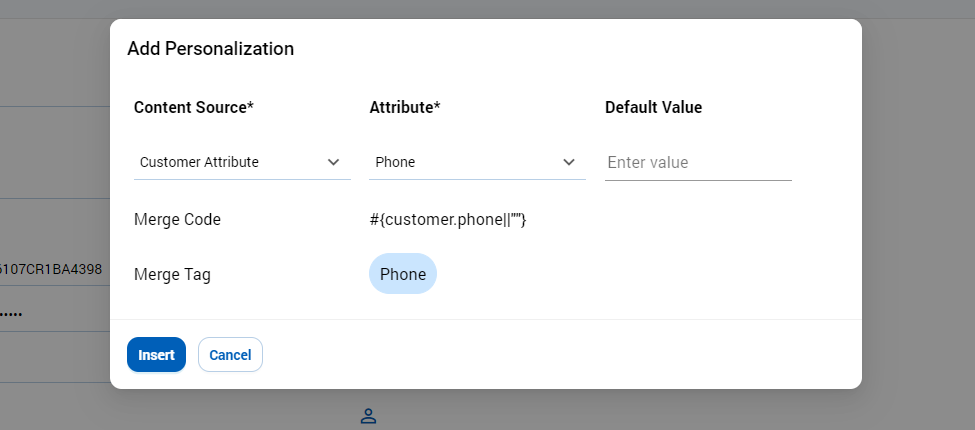 Add Personalization
Content Source* Attribute* Default Value
Customer Attribute Phone Enter value
Merge Code #{customer.phone||""}
6107CR1BA4398
Merge Tag Phone
•••••
Insert Cancel